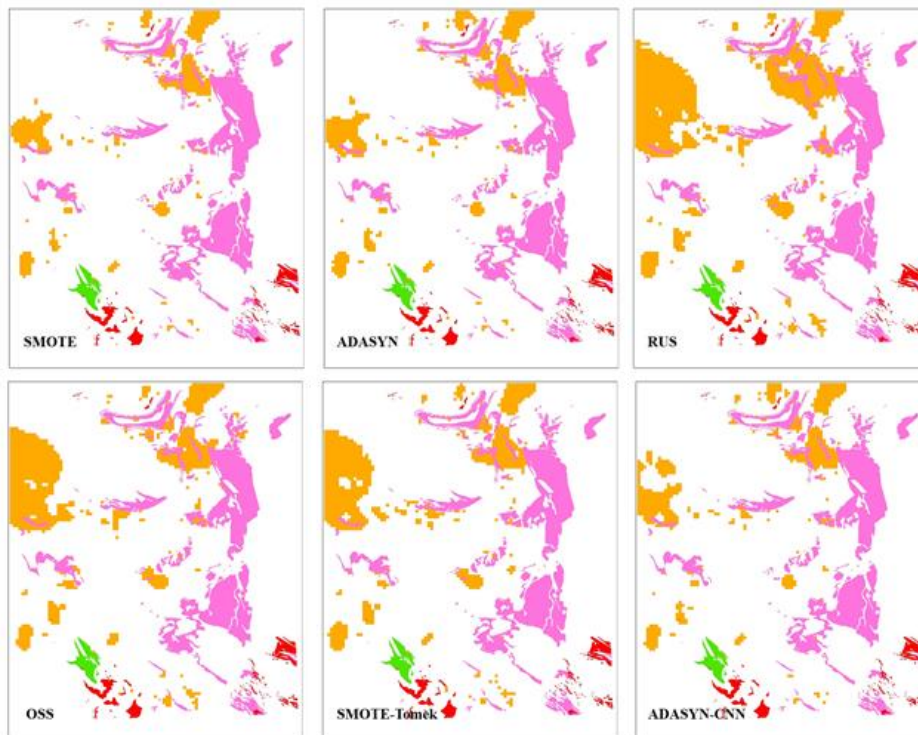 SMOTE
ADASYN
RUS
OSS
SMOTE-Tomek
ADASYN-CNN